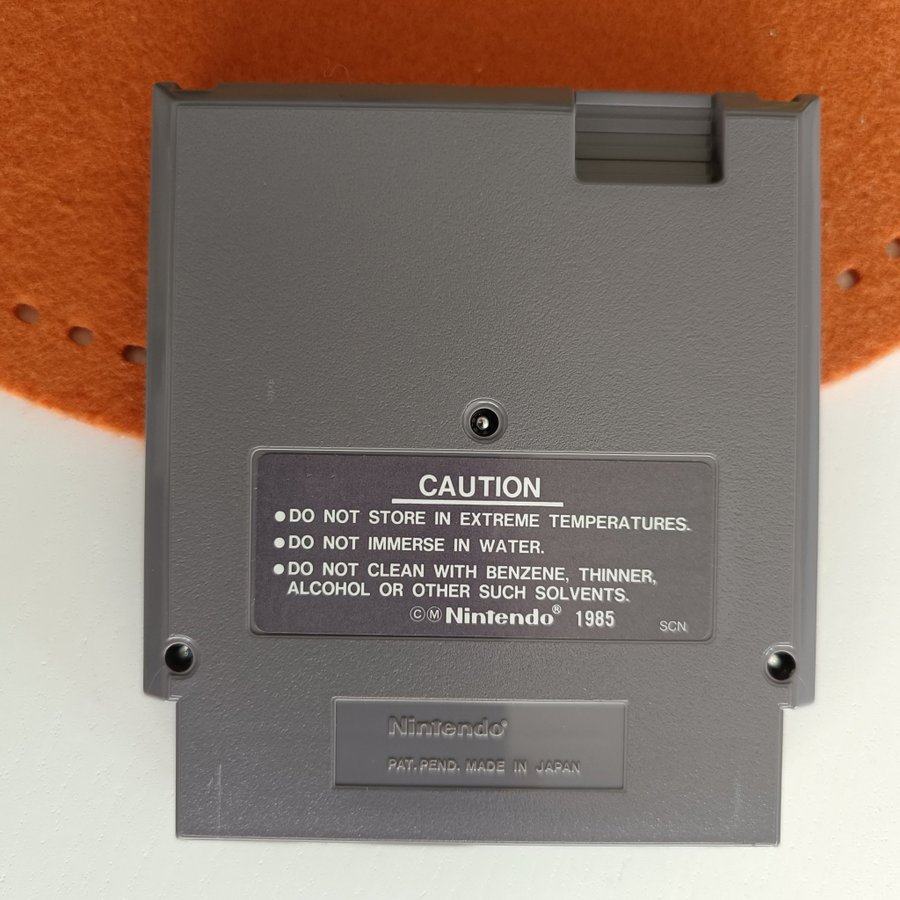 CAUTION
●DO NOT STORE IN EXTREME TEMPERATURES.
●DO NOT IMMERSE IN WATER.
●DO NOT CLEAN WITH BENZENE, THINNER,
ALCOHOL OR OTHER SUCH SOLVENTS.
ⒸⓂNintendo® 1985
SCN
Nintendo®
PAT. PEND. MADE IN JAPAN